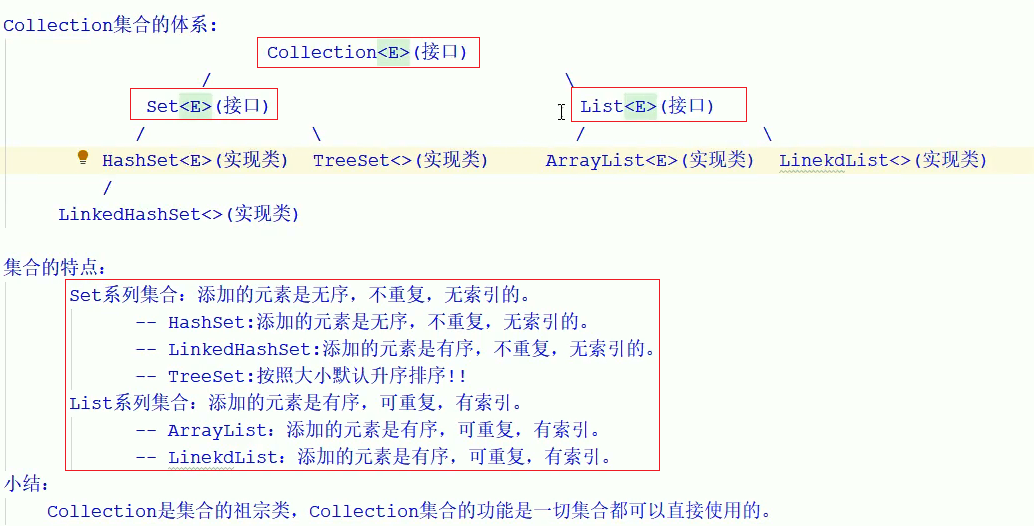 Collection集合的体系:
Collection<E>(接口)
/ \
Set<E>(接口) List<E>(接口)
/ \ / \
HashSet<E>(实现类) TreeSet<>(实现类) ArrayList<E>(实现类) LinekdList<>(实现类)
/
LinkedHashSet<>(实现类)
集合的特点:
Set系列集合: 添加的元素是无序,不重复,无索引的。
-- HashSet:添加的元素是无序,不重复,无索引的。
-- LinkedHashSet:添加的元素是有序,不重复,无索引的。
-- TreeSet:按照大小默认升序排序!!
List系列集合: 添加的元素是有序,可重复,有索引。
-- ArrayList: 添加的元素是有序,可重复,有索引。
-- LinekdList: 添加的元素是有序,可重复,有索引。
小结:
Collection是集合的祖宗类,Collection集合的功能是一切集合都可以直接使用的。